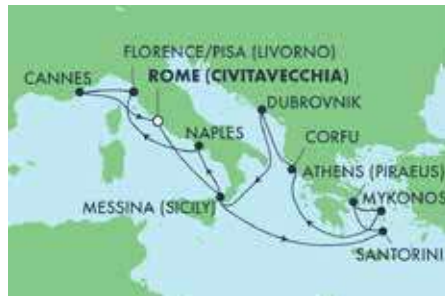 FLORENCE/PISA (LIVORNO)
CANNES
ROME (CIVITAVECCHIA)
DUBROVNIK
NAPLES
CORFU
ATHENS (PIRAEUS)
MYKONOS
MESSINA (SICILY)
SANTORINI